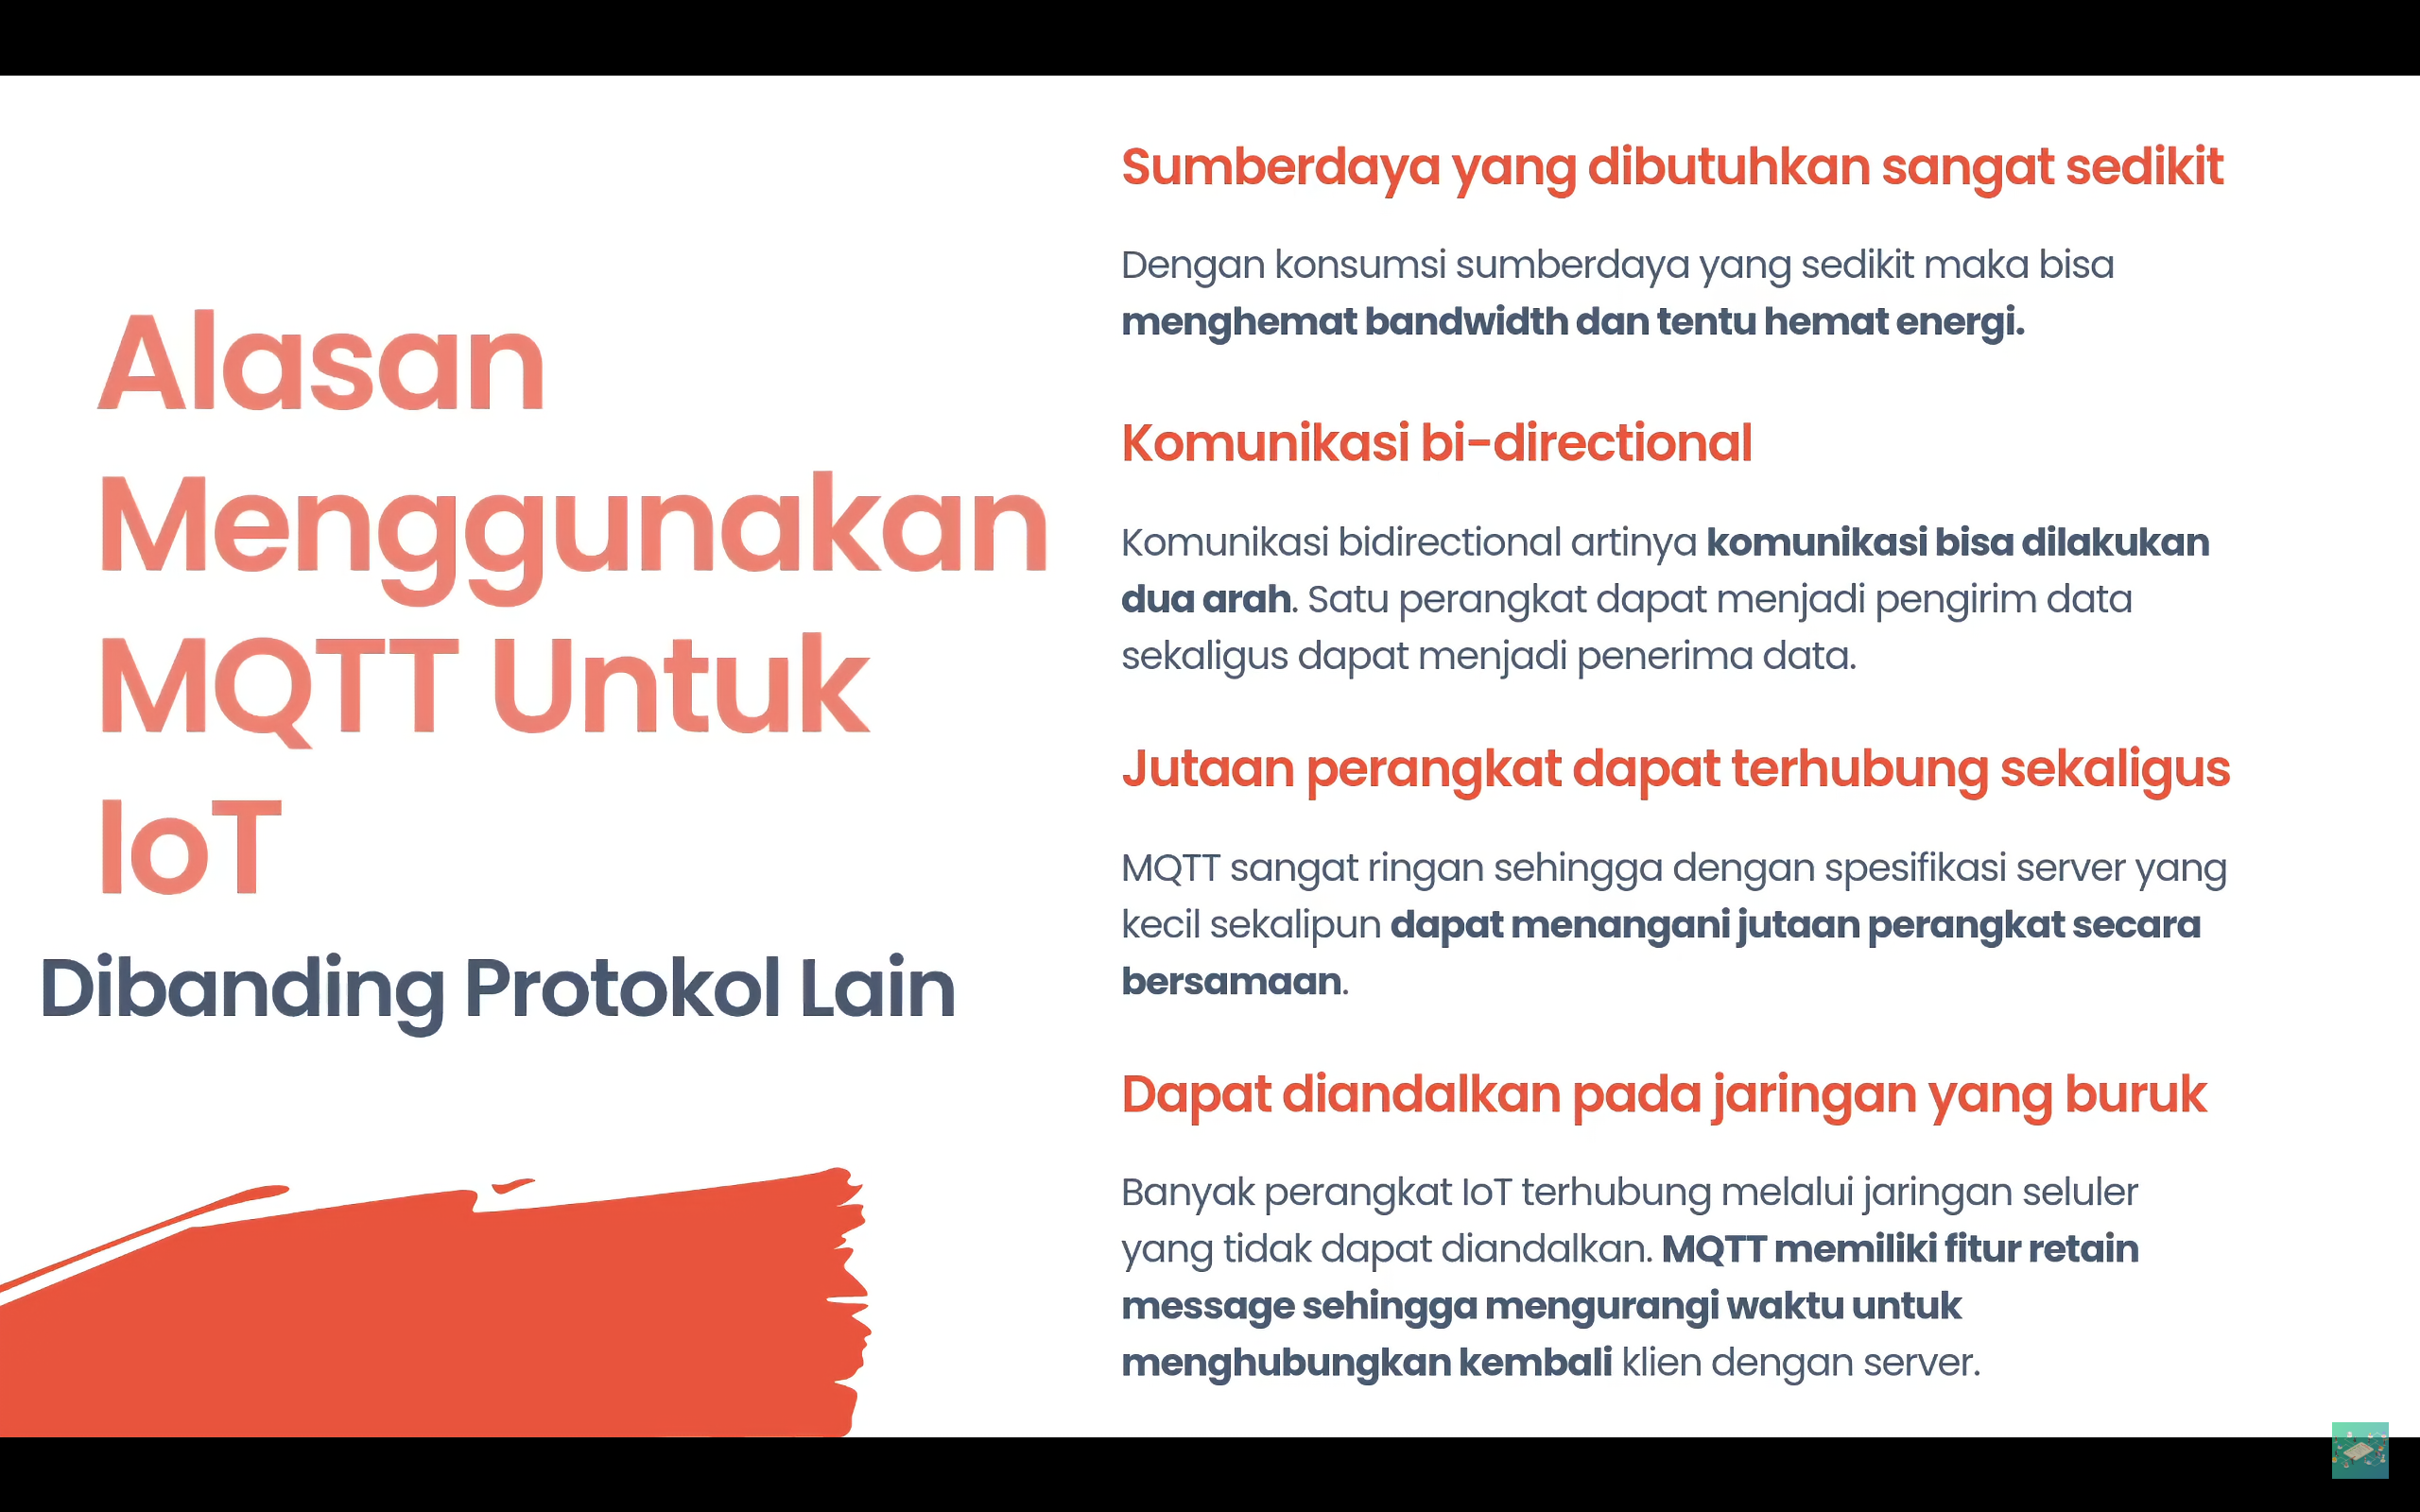 Alasan
Menggunakan
MQTT Untuk
IoT
Dibanding Protokol Lain
Sumberdaya yang dibutuhkan sangat sedikit
Dengan konsumsi sumberdaya yang sedikit maka bisa
menghemat bandwidth dan tentu hemat energi.
Komunikasi bi-directional
Komunikasi bidirectional artinya komunikasi bisa dilakukan
dua arah. Satu perangkat dapat menjadi pengirim data
sekaligus dapat menjadi penerima data.
Jutaan perangkat dapat terhubung sekaligus
MQTT sangat ringan sehingga dengan spesifikasi server yang
kecil sekalipun dapat menangani jutaan perangkat secara
bersamaan.
Dapat diandalkan pada jaringan yang buruk
Banyak perangkat IoT terhubung melalui jaringan seluler
yang tidak dapat diandalkan. MQTT memiliki fitur retain
message sehingga mengurangi waktu untuk
menghubungkan kembali klien dengan server.